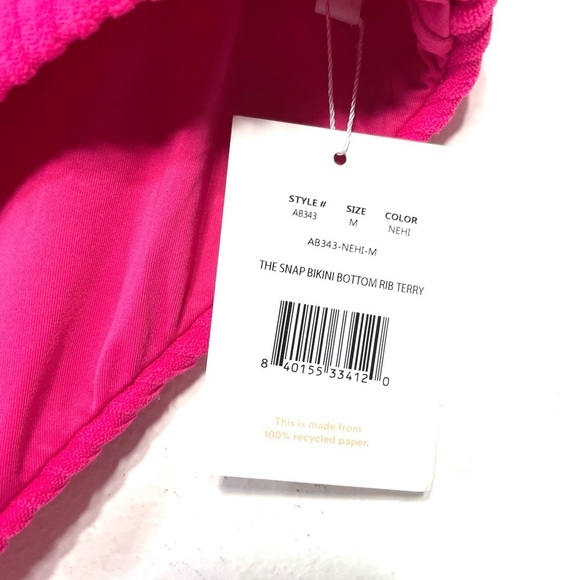 STYLE # SIZE COLOR
AB343 M NEHI
AB343-NEHI-M
THE SNAP BIKINI BOTTOM RIB TERRY
8 40155 33412 0
This is made from
100% recycled paper.